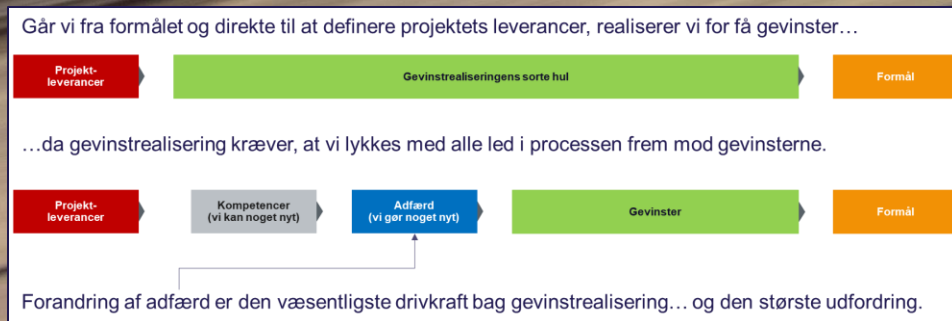 Går vi fra formålet og direkte til at definere projektets leverancer, realiserer vi for få gevinster…
Projekt-
leverancer
Gevinstrealiseringens sorte hul
Formål
…da gevinstrealisering kræver, at vi lykkes med alle led i processen frem mod gevinsterne.
Projekt-
leverancer
Kompetencer
(vi kan noget nyt)
Adfærd
(vi gør noget nyt)
Gevinster
Formål
Forandring af adfærd er den væsentligste drivkraft bag gevinstrealisering… og den største udfordring.